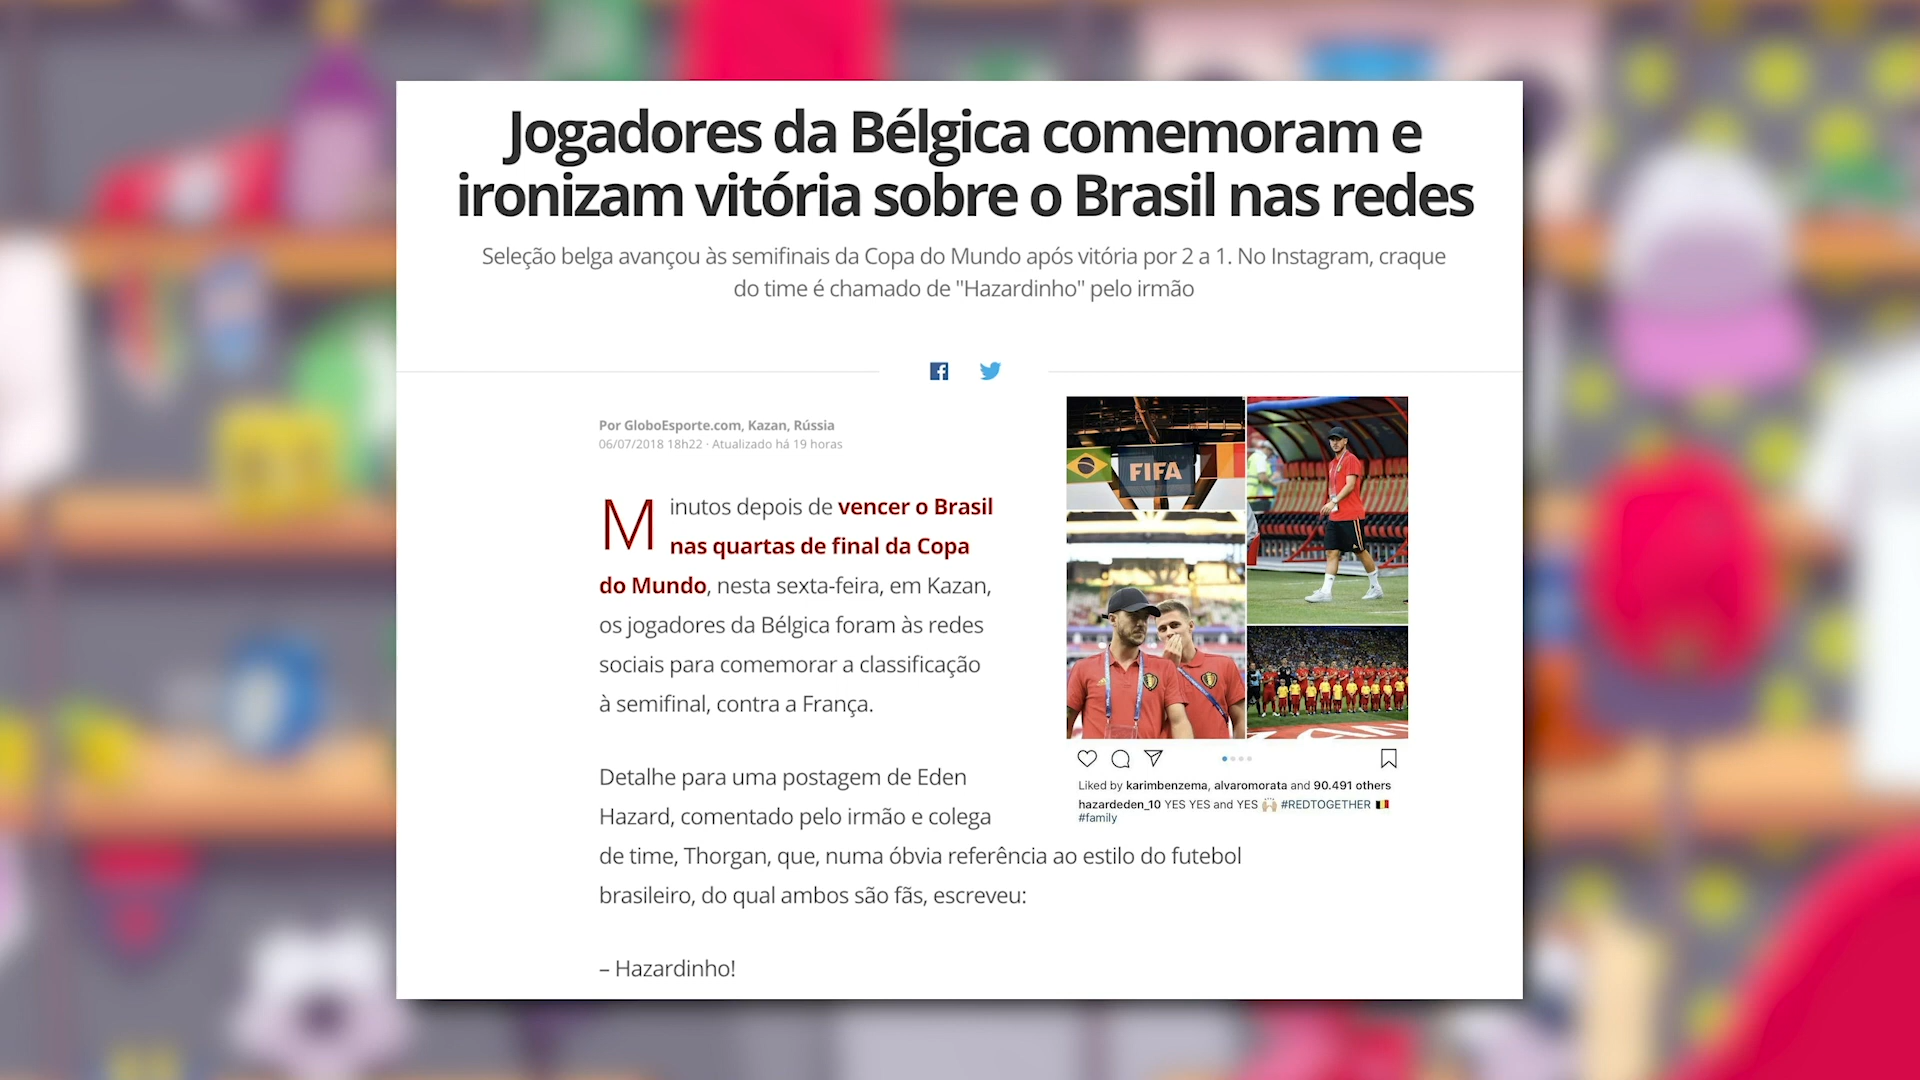 Jogadores da Bélgica comemoram e
ironizam vitória sobre o Brasil nas redes
Seleção belga avançou às semifinais da Copa do Mundo após vitória por 2 a 1. No Instagram, craque
do time é chamado de "Hazardinho" pelo irmão
Por GloboEsporte.com, Kazan, Rússia
06/07/2018 18h22 · Atualizado há 19 horas
Minutos depois de vencer o Brasil
nas quartas de final da Copa
do Mundo, nesta sexta-feira, em Kazan,
os jogadores da Bélgica foram às redes
sociais para comemorar a classificação
à semifinal, contra a França.
FIFA
Liked by karimbenzema, alvaromorata and 90.491 others
hazardeden_10 YES YES and YES 🙌🏼 #REDTOGETHER 🇧🇪
#family
Detalhe para uma postagem de Eden
Hazard, comentado pelo irmão e colega
de time, Thorgan, que, numa óbvia referência ao estilo do futebol
brasileiro, do qual ambos são fãs, escreveu:
– Hazardinho!